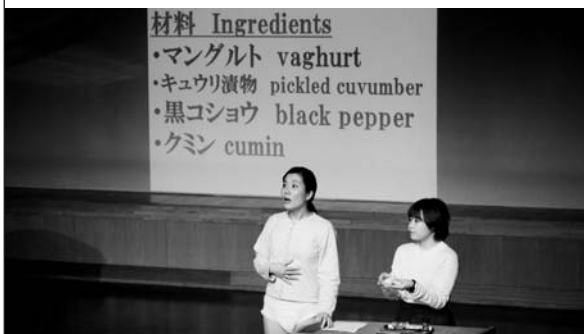 材料 Ingredients
・マングルト vaghurt
・キュウリ漬物 pickled cuvumber
・黒コショウ black pepper
・クミン cumin